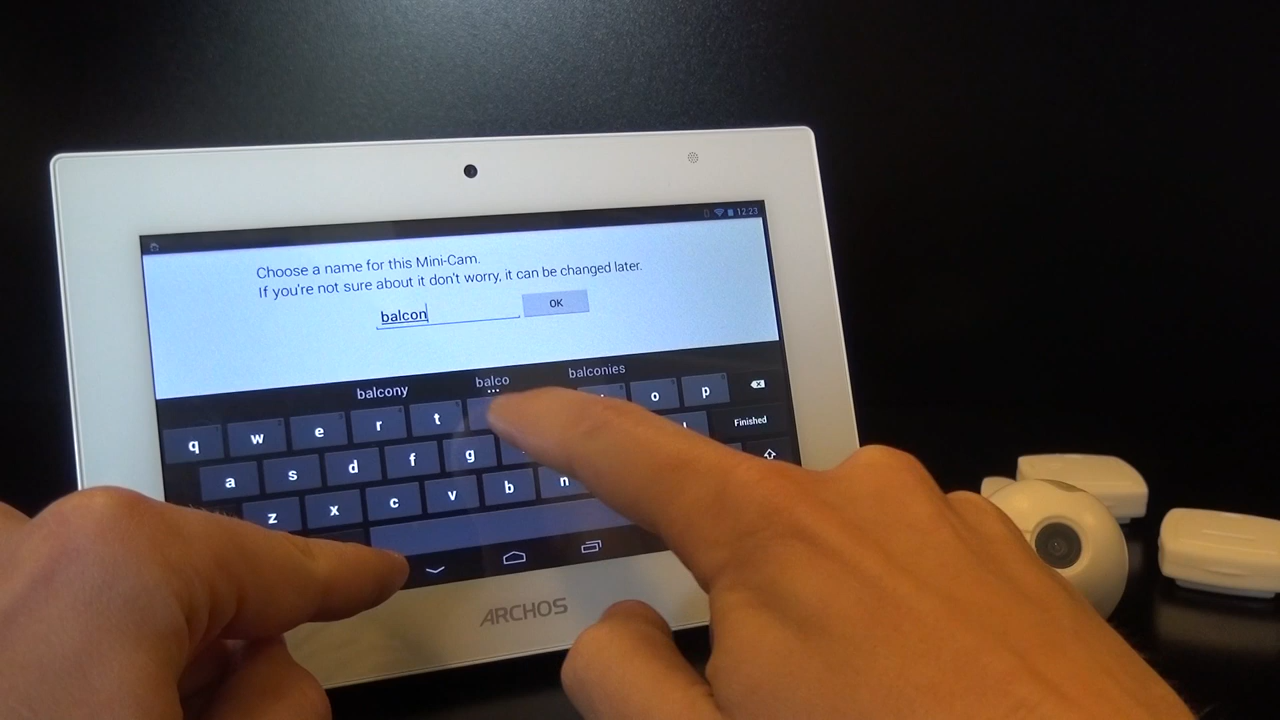 12:23
Choose a name for this Mini-Cam.
If you're not sure about it don't worry, it can be changed later.
balcon
OK
balcony balco balconies
q w e r t o p
Finished
a s d f g
z x c v b n
ARCHOS